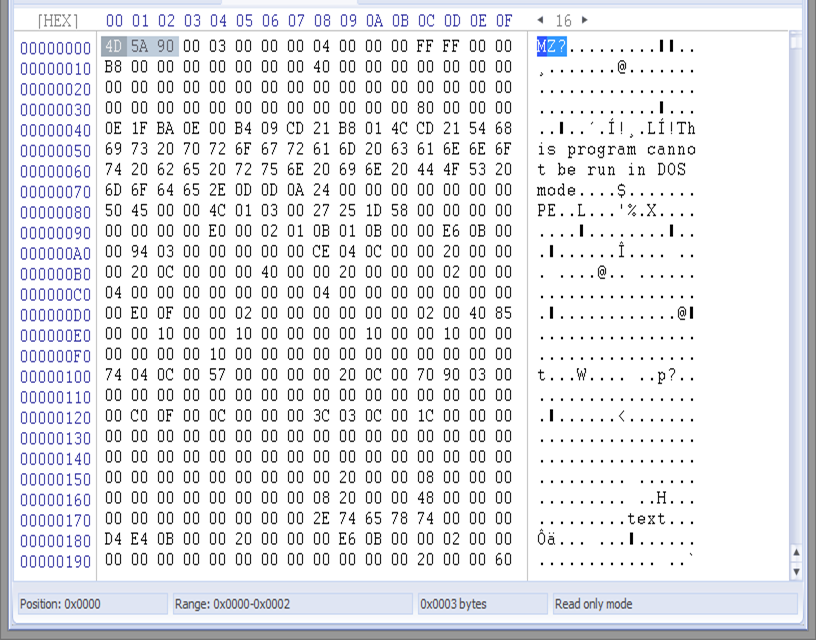 [HEX] 00 01 02 03 04 05 06 07 08 09 0A 0B 0C 0D 0E 0F 16
00000000 4D 5A 90 00 03 00 00 00 04 00 00 00 FF FF 00 00 MZ?.........▮▮..
00000010 B8 00 00 00 00 00 00 00 40 00 00 00 00 00 00 00 ¸.......@.......
00000020 00 00 00 00 00 00 00 00 00 00 00 00 00 00 00 00 ................
00000030 00 00 00 00 00 00 00 00 00 00 00 00 80 00 00 00 ............▮...
00000040 0E 1F BA 0E 00 B4 09 CD 21 B8 01 4C CD 21 54 68 ..▮..´.Í!¸.LÍ!Th
00000050 69 73 20 70 72 6F 67 72 61 6D 20 63 61 6E 6E 6F is program canno
00000060 74 20 62 65 20 72 75 6E 20 69 6E 20 44 4F 53 20 t be run in DOS
00000070 6D 6F 64 65 2E 0D 0D 0A 24 00 00 00 00 00 00 00 mode....$.......
00000080 50 45 00 00 4C 01 03 00 27 25 1D 58 00 00 00 00 PE..L...'%.X....
00000090 00 00 00 00 E0 00 02 01 0B 01 0B 00 00 E6 0B 00 ....▮........▮..
000000A0 00 94 03 00 00 00 00 00 CE 04 0C 00 00 20 00 00 .▮......Î.... ..
000000B0 00 20 0C 00 00 00 40 00 00 20 00 00 00 02 00 00 . ....@.. ......
000000C0 04 00 00 00 00 00 00 00 04 00 00 00 00 00 00 00 ................
000000D0 00 E0 0F 00 00 02 00 00 00 00 00 00 02 00 40 85 .▮............@▮
000000E0 00 00 10 00 00 10 00 00 00 00 10 00 00 10 00 00 ................
000000F0 00 00 00 00 10 00 00 00 00 00 00 00 00 00 00 00 ................
00000100 74 04 0C 00 57 00 00 00 00 20 0C 00 70 90 03 00 t...W.... ..p?..
00000110 00 00 00 00 00 00 00 00 00 00 00 00 00 00 00 00 ................
00000120 00 C0 0F 00 0C 00 00 00 3C 03 0C 00 1C 00 00 00 .▮......<.......
00000130 00 00 00 00 00 00 00 00 00 00 00 00 00 00 00 00 ................
00000140 00 00 00 00 00 00 00 00 00 00 00 00 00 00 00 00 ................
00000150 00 00 00 00 00 00 00 00 00 20 00 00 08 00 00 00 ......... ......
00000160 00 00 00 00 00 00 00 00 08 20 00 00 48 00 00 00 ......... ..H...
00000170 00 00 00 00 00 00 00 00 2E 74 65 78 74 00 00 00 .........text...
00000180 D4 E4 0B 00 00 20 00 00 00 E6 0B 00 00 02 00 00 Ôä... ...▮......
00000190 00 00 00 00 00 00 00 00 00 00 00 00 20 00 00 60 ............ ..`
Position: 0x0000
Range: 0x0000-0x0002
0x0003 bytes
Read only mode